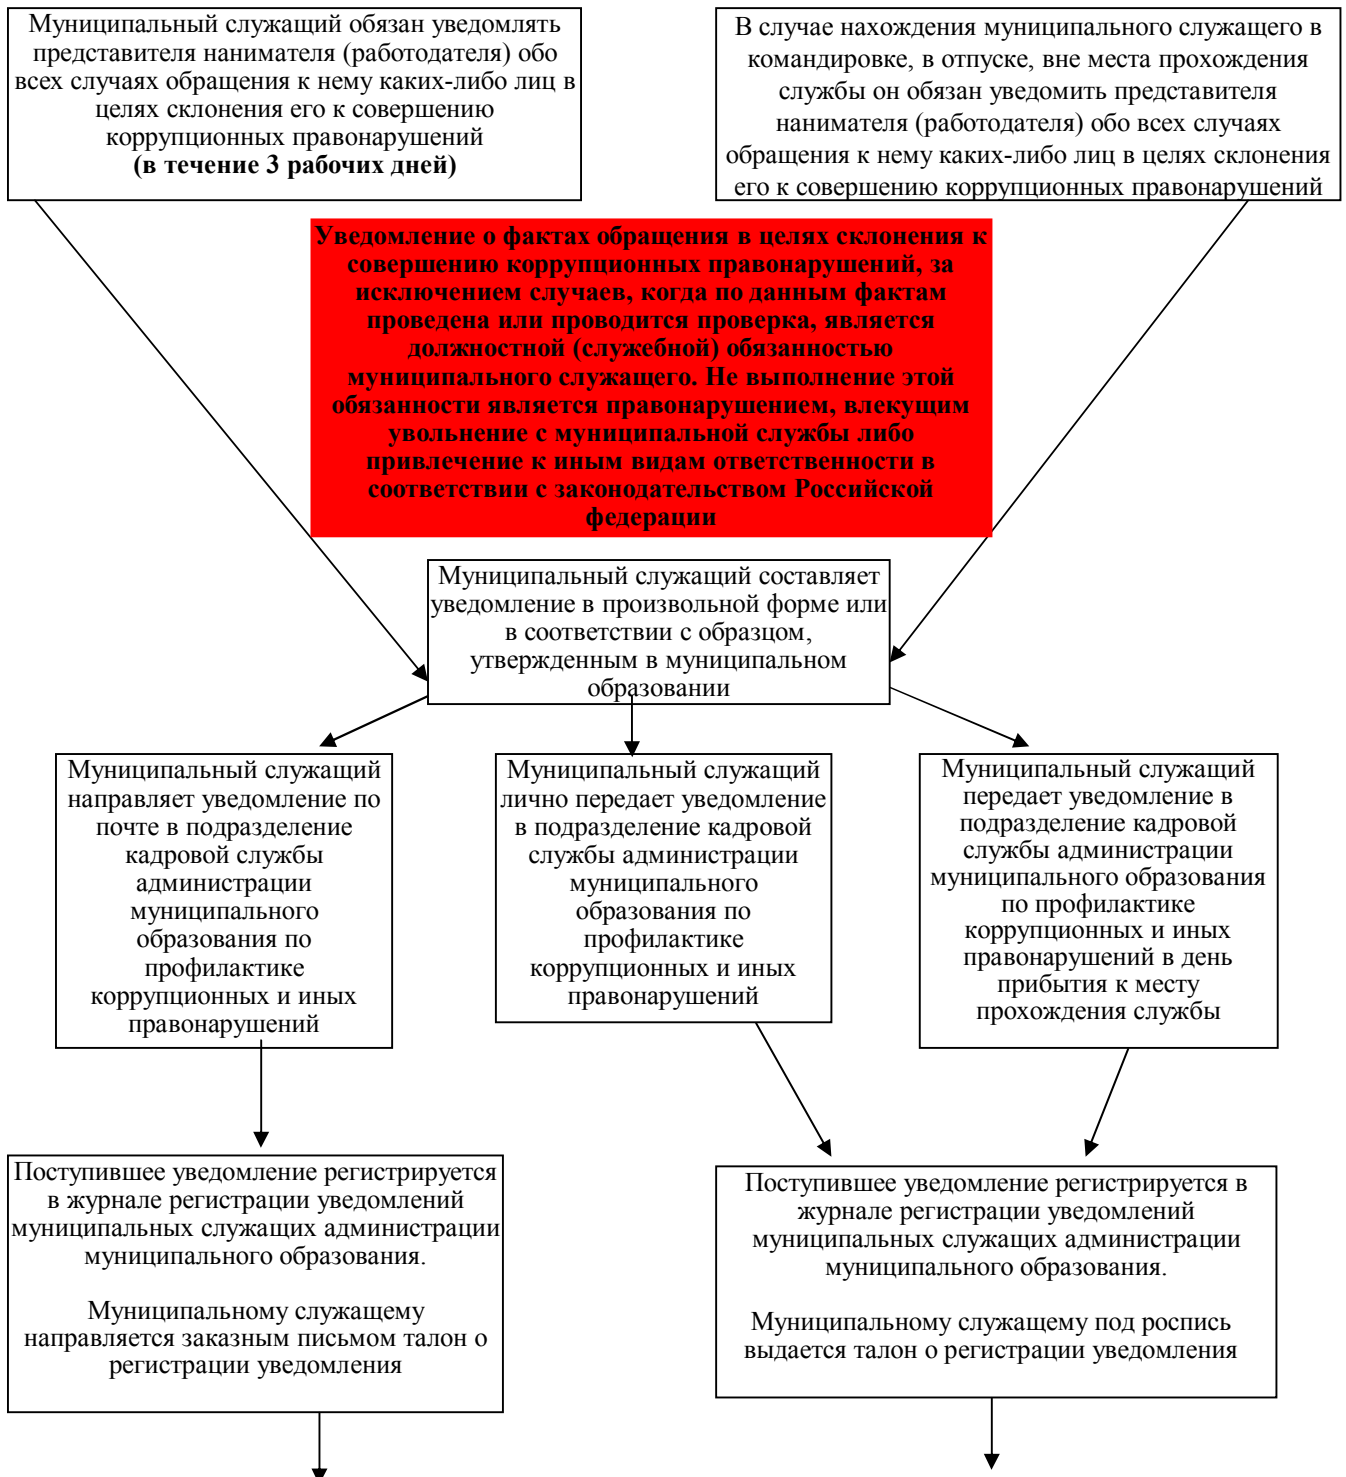 Муниципальный служащий обязан уведомлять
представителя нанимателя (работодателя) обо
всех случаях обращения к нему каких-либо лиц в
целях склонения его к совершению
коррупционных правонарушений
(в течение 3 рабочих дней)
В случае нахождения муниципального служащего в
командировке, в отпуске, вне места прохождения
службы он обязан уведомить представителя
нанимателя (работодателя) обо всех случаях
обращения к нему каких-либо лиц в целях склонения
его к совершению коррупционных правонарушений
Уведомление о фактах обращения в целях склонения к
совершению коррупционных правонарушений, за
исключением случаев, когда по данным фактам
проведена или проводится проверка, является
должностной (служебной) обязанностью
муниципального служащего. Не выполнение этой
обязанности является правонарушением, влекущим
увольнение с муниципальной службы либо
привлечение к иным видам ответственности в
соответствии с законодательством Российской
федерации
Муниципальный служащий составляет
уведомление в произвольной форме или
в соответствии с образцом,
утвержденным в муниципальном
образовании
Муниципальный служащий
направляет уведомление по
почте в подразделение
кадровой службы
администрации
муниципального
образования по
профилактике
коррупционных и иных
правонарушений
Муниципальный служащий
лично передает уведомление
в подразделение кадровой
службы администрации
муниципального
образования по
профилактике
коррупционных и иных
правонарушений
Муниципальный служащий
передает уведомление в
подразделение кадровой
службы администрации
муниципального образования
по профилактике
коррупционных и иных
правонарушений в день
прибытия к месту
прохождения службы
Поступившее уведомление регистрируется
в журнале регистрации уведомлений
муниципальных служащих администрации
муниципального образования.
Муниципальному служащему
направляется заказным письмом талон о
регистрации уведомления
Поступившее уведомление регистрируется в
журнале регистрации уведомлений
муниципальных служащих администрации
муниципального образования.
Муниципальному служащему под роспись
выдается талон о регистрации уведомления